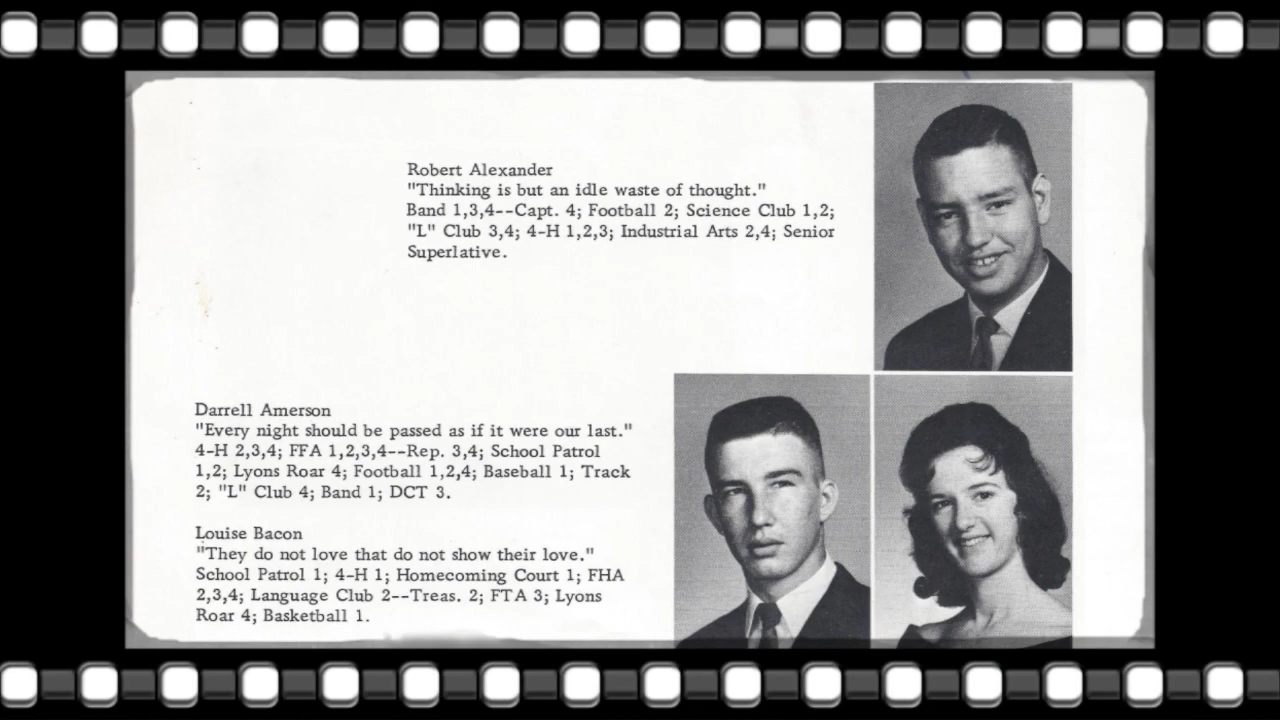 Robert Alexander
"Thinking is but an idle waste of thought."
Band 1,3,4--Capt. 4; Football 2; Science Club 1,2;
"L" Club 3,4; 4-H 1,2,3; Industrial Arts 2,4; Senior
Superlative.
Darrell Amerson
"Every night should be passed as if it were our last."
4-H 2,3,4; FFA 1,2,3,4--Rep. 3,4; School Patrol
1,2; Lyons Roar 4; Football 1,2,4; Baseball 1; Track
2; "L" Club 4; Band 1; DCT 3.
Louise Bacon
"They do not love that do not show their love."
School Patrol 1; 4-H 1; Homecoming Court 1; FHA
2,3,4; Language Club 2--Treas. 2; FTA 3; Lyons
Roar 4; Basketball 1.